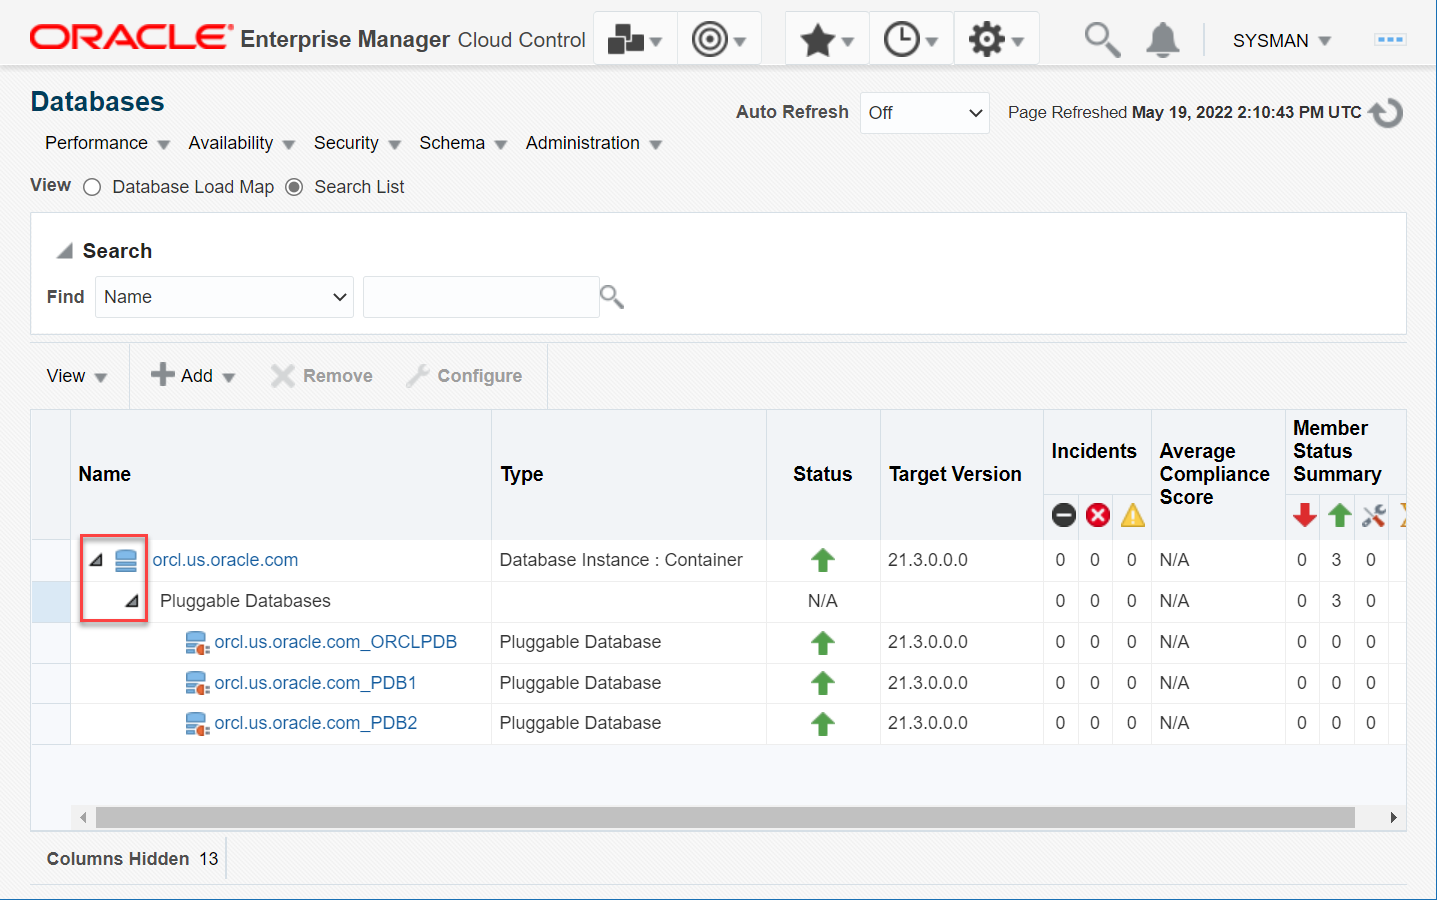 ORACLE Enterprise Manager Cloud Control SYSMAN
Databases
Auto Refresh Off Page Refreshed May 19, 2022 2:10:43 PM UTC
Performance Availability Security Schema Administration
View Database Load Map Search List
Search
Find Name
View Add Remove Configure
Name Type Status Target Version Incidents Average Compliance Score Member Status Summary
orcl.us.oracle.com Database Instance : Container 21.3.0.0.0 0 0 0 N/A 0 3 0
Pluggable Databases N/A 0 0 0 N/A 0 3 0
orcl.us.oracle.com_ORCLPDB Pluggable Database 21.3.0.0.0 0 0 0 N/A 0 0 0
orcl.us.oracle.com_PDB1 Pluggable Database 21.3.0.0.0 0 0 0 N/A 0 0 0
orcl.us.oracle.com_PDB2 Pluggable Database 21.3.0.0.0 0 0 0 N/A 0 0 0
Columns Hidden 13